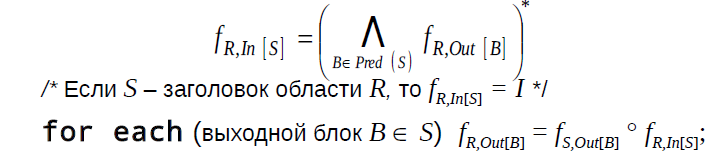 f_{R,In [S]} = ( ⋀_{B∈ Pred (S)} f_{R,Out [B]} )^*
/* Если S – заголовок области R, то f_{R,In[S]} = I */
for each (выходной блок B ∈ S) f_{R,Out[B]} = f_{S,Out[B]} ° f_{R,In[S]};